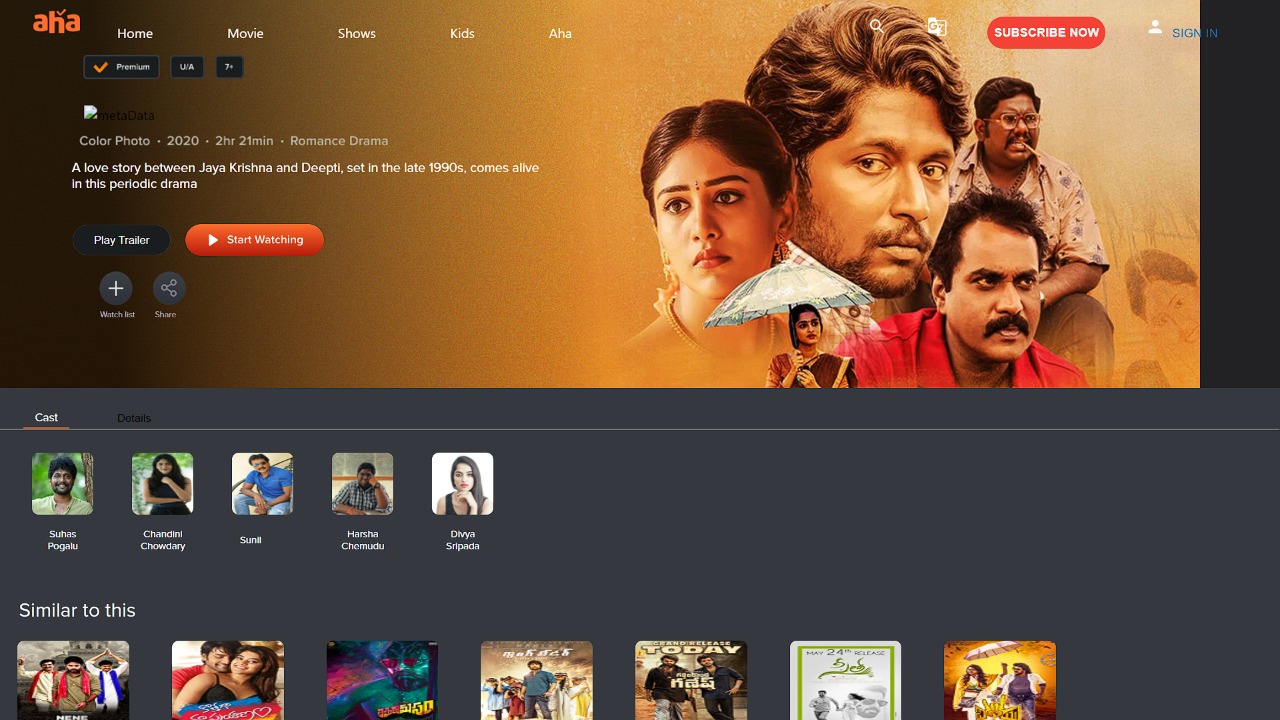 aha
Home
Movie
Shows
Kids
Aha
SUBSCRIBE NOW
SIGN IN
Premium
U/A
7+
metaData
Color Photo • 2020 • 2hr 21min • Romance Drama
A love story between Jaya Krishna and Deepti, set in the late 1990s, comes alive
in this periodic drama
Play Trailer
Start Watching
Watch list
Share
Cast
Details
Suhas
Pogalu
Chandini
Chowdary
Sunil
Harsha
Chemudu
Divya
Sripada
Similar to this
NENE
GRAND RELEASE
TODAY
గణేష్
MAY 24th RELEASE